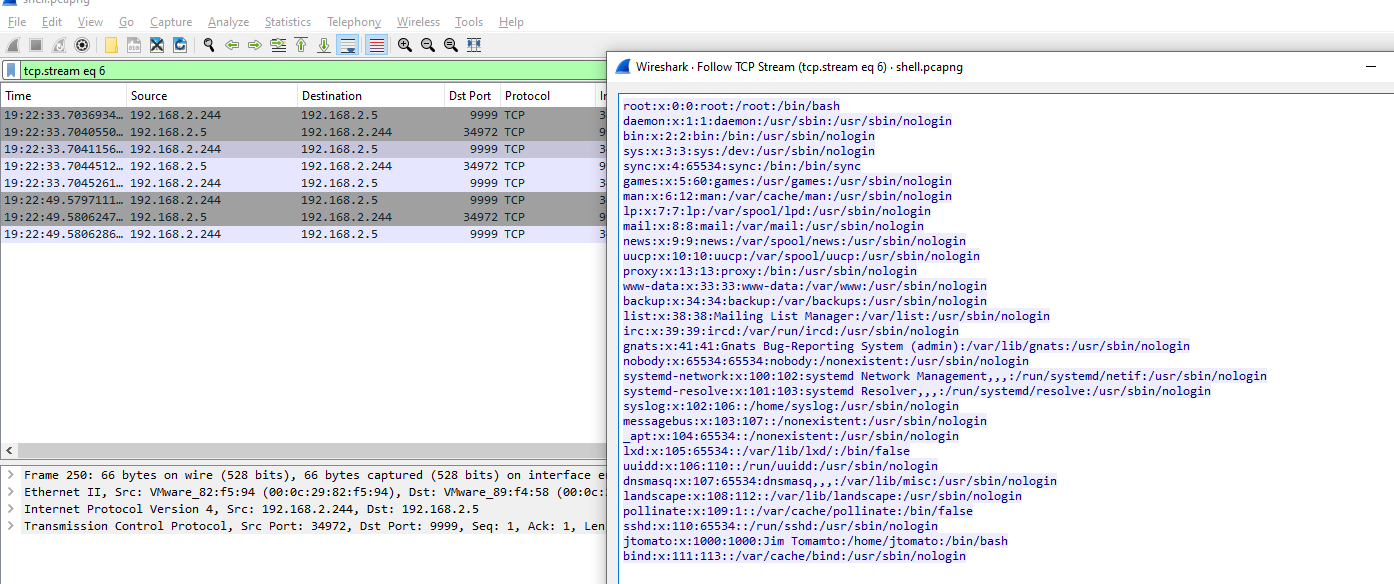 shell.pcapng
File Edit View Go Capture Analyze Statistics Telephony Wireless Tools Help
tcp.stream eq 6
Time Source Destination Dst Port Protocol
19:22:33.7036934… 192.168.2.244 192.168.2.5 9999 TCP 3
19:22:33.7040550… 192.168.2.5 192.168.2.244 34972 TCP 9
19:22:33.7041156… 192.168.2.244 192.168.2.5 9999 TCP 3
19:22:33.7044512… 192.168.2.5 192.168.2.244 34972 TCP 9
19:22:33.7045261… 192.168.2.244 192.168.2.5 9999 TCP 3
19:22:49.5797111… 192.168.2.244 192.168.2.5 9999 TCP 3
19:22:49.5806247… 192.168.2.5 192.168.2.244 34972 TCP 9
19:22:49.5806286… 192.168.2.244 192.168.2.5 9999 TCP 3
Frame 250: 66 bytes on wire (528 bits), 66 bytes captured (528 bits) on interface
Ethernet II, Src: VMware_82:f5:94 (00:0c:29:82:f5:94), Dst: VMware_89:f4:58 (00:0c:
Internet Protocol Version 4, Src: 192.168.2.244, Dst: 192.168.2.5
Transmission Control Protocol, Src Port: 34972, Dst Port: 9999, Seq: 1, Ack: 1, Len
Wireshark · Follow TCP Stream (tcp.stream eq 6) · shell.pcapng
root:x:0:0:root:/root:/bin/bash
daemon:x:1:1:daemon:/usr/sbin:/usr/sbin/nologin
bin:x:2:2:bin:/bin:/usr/sbin/nologin
sys:x:3:3:sys:/dev:/usr/sbin/nologin
sync:x:4:65534:sync:/bin:/bin/sync
games:x:5:60:games:/usr/games:/usr/sbin/nologin
man:x:6:12:man:/var/cache/man:/usr/sbin/nologin
lp:x:7:7:lp:/var/spool/lpd:/usr/sbin/nologin
mail:x:8:8:mail:/var/mail:/usr/sbin/nologin
news:x:9:9:news:/var/spool/news:/usr/sbin/nologin
uucp:x:10:10:uucp:/var/spool/uucp:/usr/sbin/nologin
proxy:x:13:13:proxy:/bin:/usr/sbin/nologin
www-data:x:33:33:www-data:/var/www:/usr/sbin/nologin
backup:x:34:34:backup:/var/backups:/usr/sbin/nologin
list:x:38:38:Mailing List Manager:/var/list:/usr/sbin/nologin
irc:x:39:39:ircd:/var/run/ircd:/usr/sbin/nologin
gnats:x:41:41:Gnats Bug-Reporting System (admin):/var/lib/gnats:/usr/sbin/nologin
nobody:x:65534:65534:nobody:/nonexistent:/usr/sbin/nologin
systemd-network:x:100:102:systemd Network Management,,,:/run/systemd/netif:/usr/sbin/nologin
systemd-resolve:x:101:103:systemd Resolver,,,:/run/systemd/resolve:/usr/sbin/nologin
syslog:x:102:106::/home/syslog:/usr/sbin/nologin
messagebus:x:103:107::/nonexistent:/usr/sbin/nologin
_apt:x:104:65534::/nonexistent:/usr/sbin/nologin
lxd:x:105:65534::/var/lib/lxd/:/bin/false
uuidd:x:106:110::/run/uuidd:/usr/sbin/nologin
dnsmasq:x:107:65534:dnsmasq,,,:/var/lib/misc:/usr/sbin/nologin
landscape:x:108:112::/var/lib/landscape:/usr/sbin/nologin
pollinate:x:109:1::/var/cache/pollinate:/bin/false
sshd:x:110:65534::/run/sshd:/usr/sbin/nologin
jtomato:x:1000:1000:Jim Tomamto:/home/jtomato:/bin/bash
bind:x:111:113::/var/cache/bind:/usr/sbin/nologin